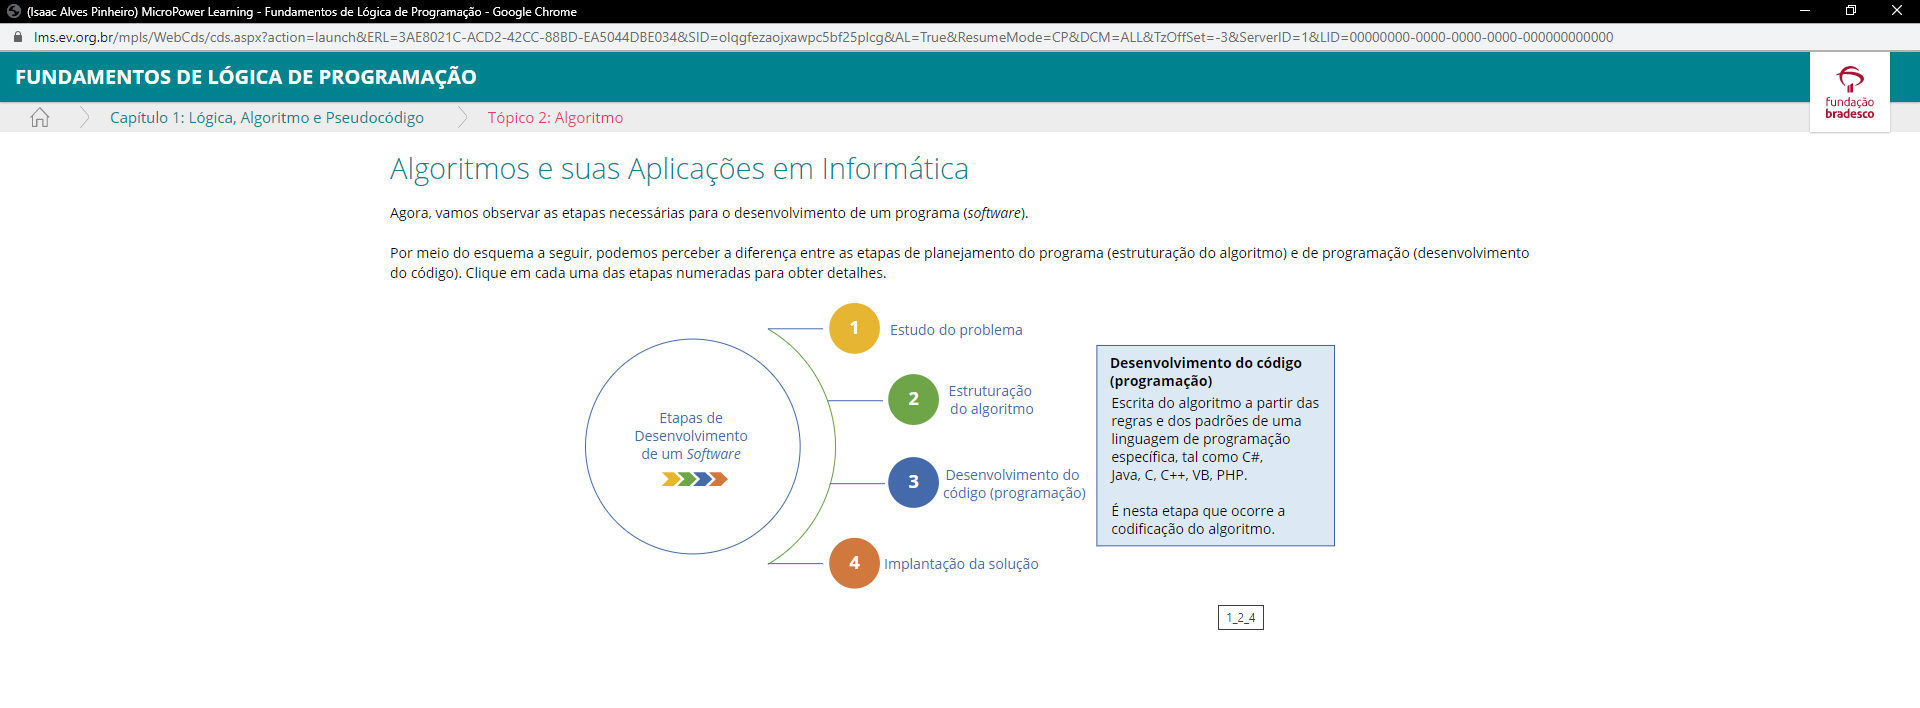 (Isaac Alves Pinheiro) MicroPower Learning - Fundamentos de Lógica de Programação - Google Chrome
lms.ev.org.br/mpls/WebCds/cds.aspx?action=launch&ERL=3AE8021C-ACD2-42CC-88BD-EA5044DBE034&SID=olqgfezaojxawpc5bf25plcg&AL=True&ResumeMode=CP&DCM=ALL&TzOffSet=-3&ServerID=1&LID=00000000-0000-0000-0000-000000000000
FUNDAMENTOS DE LÓGICA DE PROGRAMAÇÃO
fundação
bradesco
Capítulo 1: Lógica, Algoritmo e Pseudocódigo
Tópico 2: Algoritmo
Algoritmos e suas Aplicações em Informática
Agora, vamos observar as etapas necessárias para o desenvolvimento de um programa (software).
Por meio do esquema a seguir, podemos perceber a diferença entre as etapas de planejamento do programa (estruturação do algoritmo) e de programação (desenvolvimento
do código). Clique em cada uma das etapas numeradas para obter detalhes.
Etapas de
Desenvolvimento
de um Software
1
Estudo do problema
2
Estruturação
do algoritmo
3
Desenvolvimento do
código (programação)
4
Implantação da solução
Desenvolvimento do código
(programação)
Escrita do algoritmo a partir das
regras e dos padrões de uma
linguagem de programação
específica, tal como C#,
Java, C, C++, VB, PHP.
É nesta etapa que ocorre a
codificação do algoritmo.
1_2_4